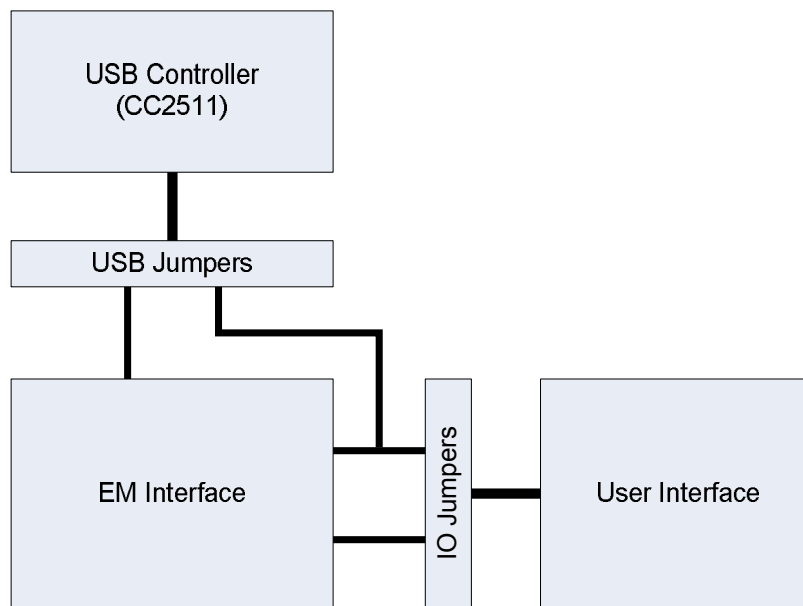 USB Controller
(CC2511)
USB Jumpers
EM Interface
IO Jumpers
User Interface